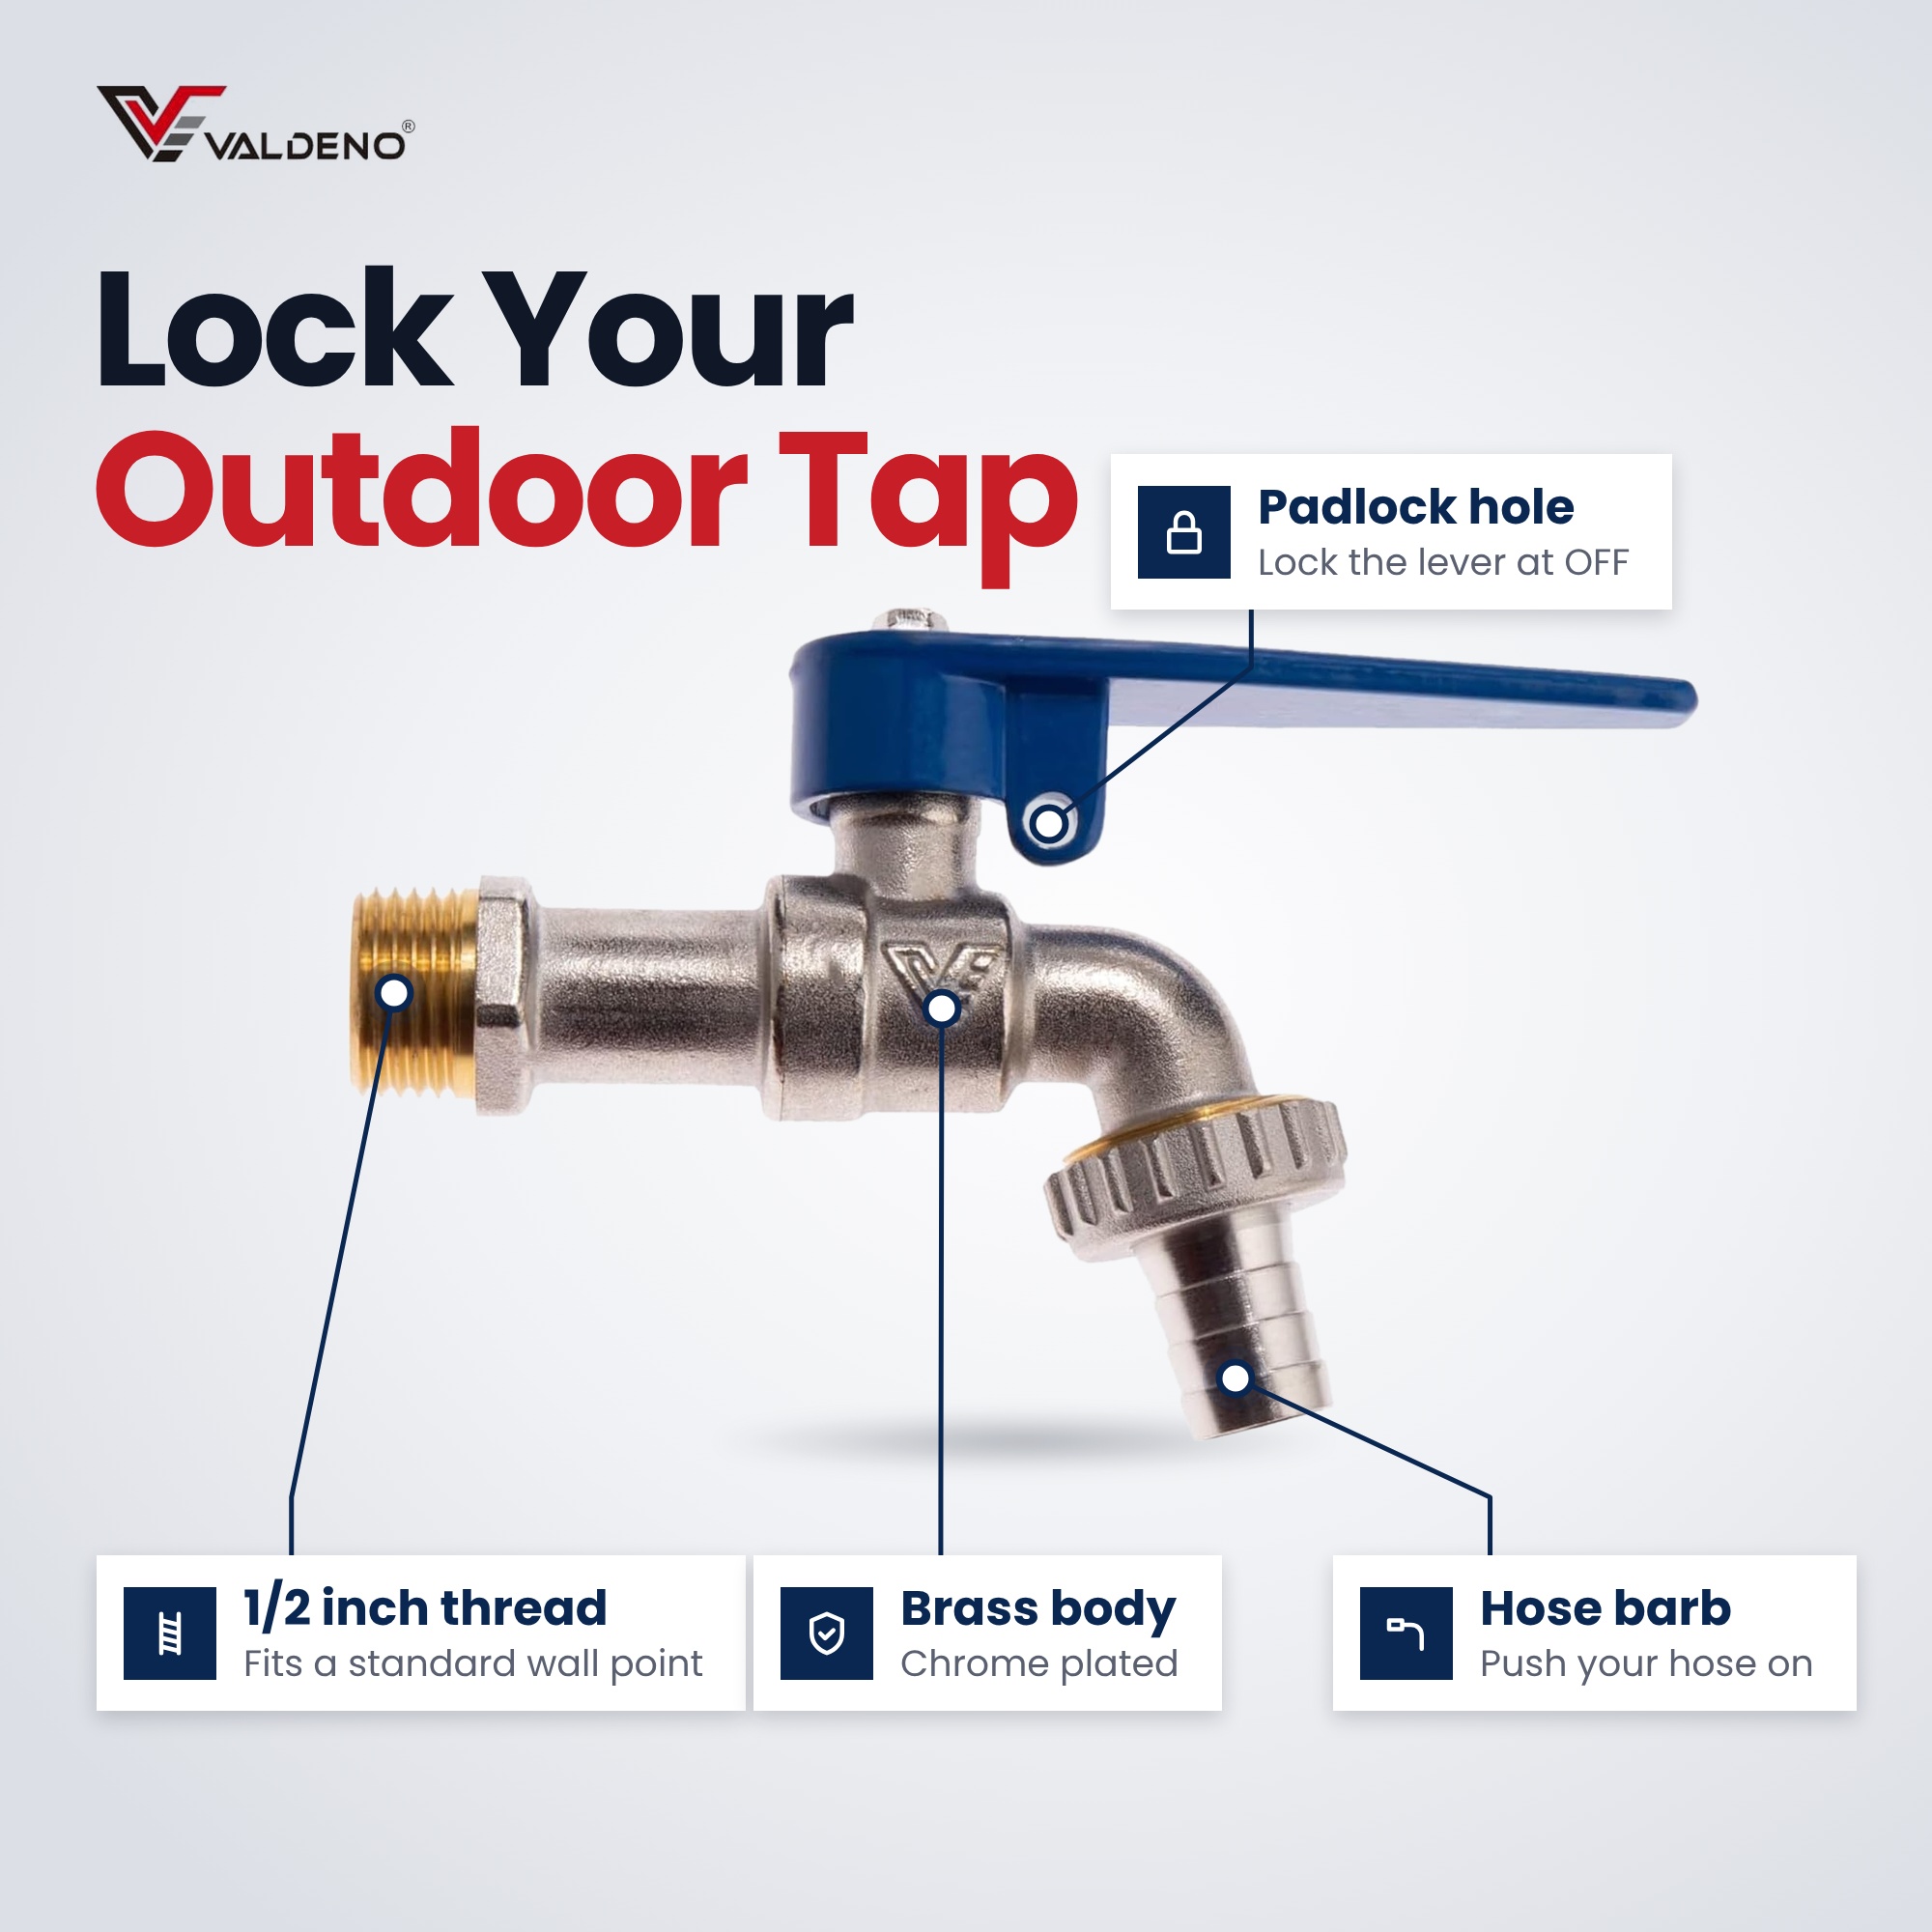 VALDENO®
Lock Your
Outdoor Tap
Padlock hole
Lock the lever at OFF
1/2 inch thread
Fits a standard wall point
Brass body
Chrome plated
Hose barb
Push your hose on